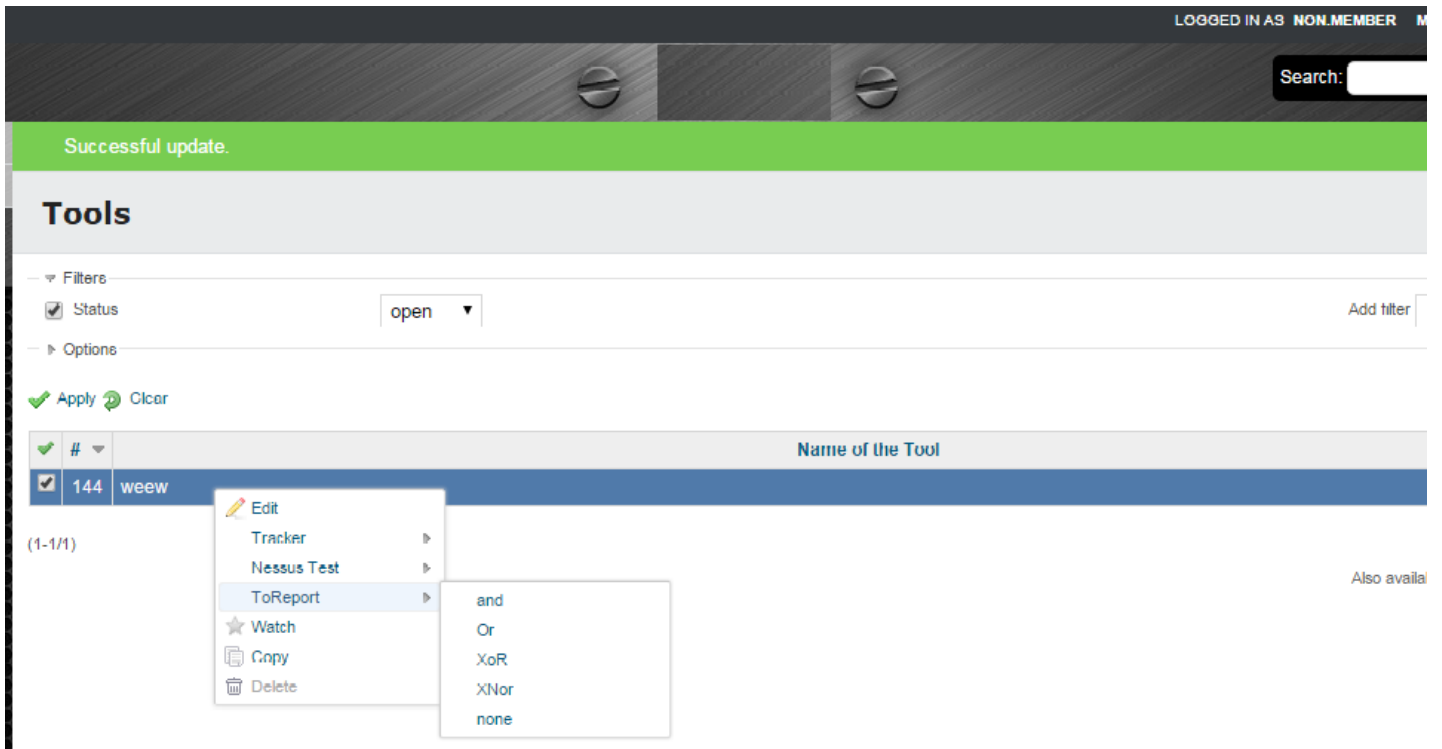 LOGGED IN AS NON.MEMBER M
Search:
Successful update.
Tools
Filters
Status open Add filter
Options
Apply Clear
# Name of the Tool
144 weew
Edit
(1-1/1) Tracker
Nessus Test
Also availa
ToReport and
Watch Or
Copy XoR
Delete XNor
none